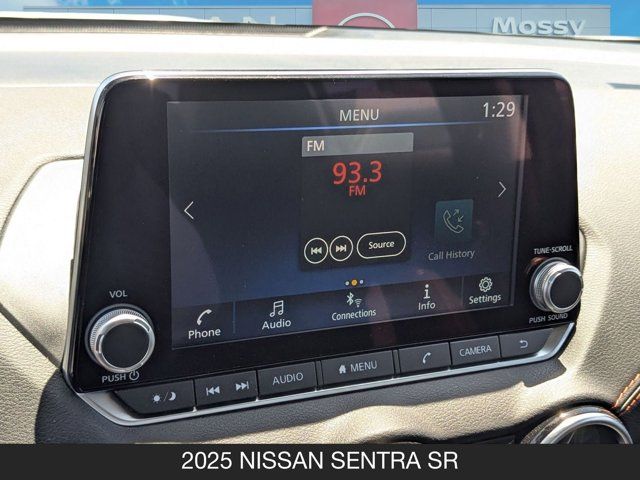 AN
Mossy
MENU
1:29
FM
93.3
FM
Source
Call History
Phone
Audio
Connections
Info
Settings
VOL
PUSH
TUNE•SCROLL
PUSH SOUND
AUDIO
MENU
CAMERA
2025 NISSAN SENTRA SR